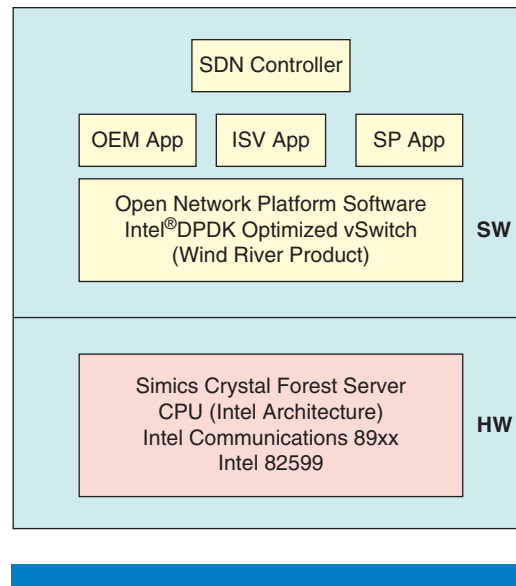 SDN Controller
OEM App
ISV App
SP App
Open Network Platform Software
Intel®DPDK Optimized vSwitch
(Wind River Product)
SW
Simics Crystal Forest Server
CPU (Intel Architecture)
Intel Communications 89xx
Intel 82599
HW